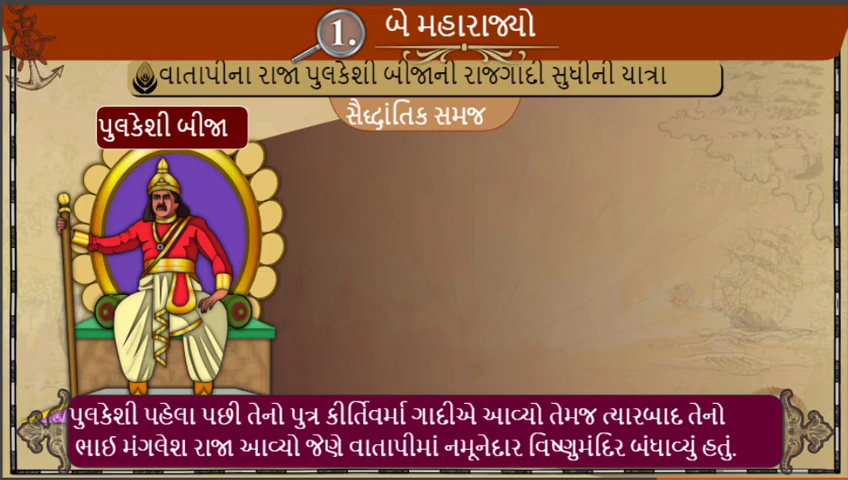 1. બે મહારાજ્યો
વાતાપીના રાજા પુલકેશી બીજાની રાજગાદી સુધીની યાત્રા
સૈદ્ધાંતિક સમજ
પુલકેશી બીજા
પુલકેશી પહેલા પછી તેનો પુત્ર કીર્તિવર્મા ગાદીએ આવ્યો તેમજ ત્યારબાદ તેનો
ભાઈ મંગલેશ રાજા આવ્યો જેણે વાતાપીમાં નમૂનેદાર વિષ્ણુમંદિર બંધાવ્યું હતું.